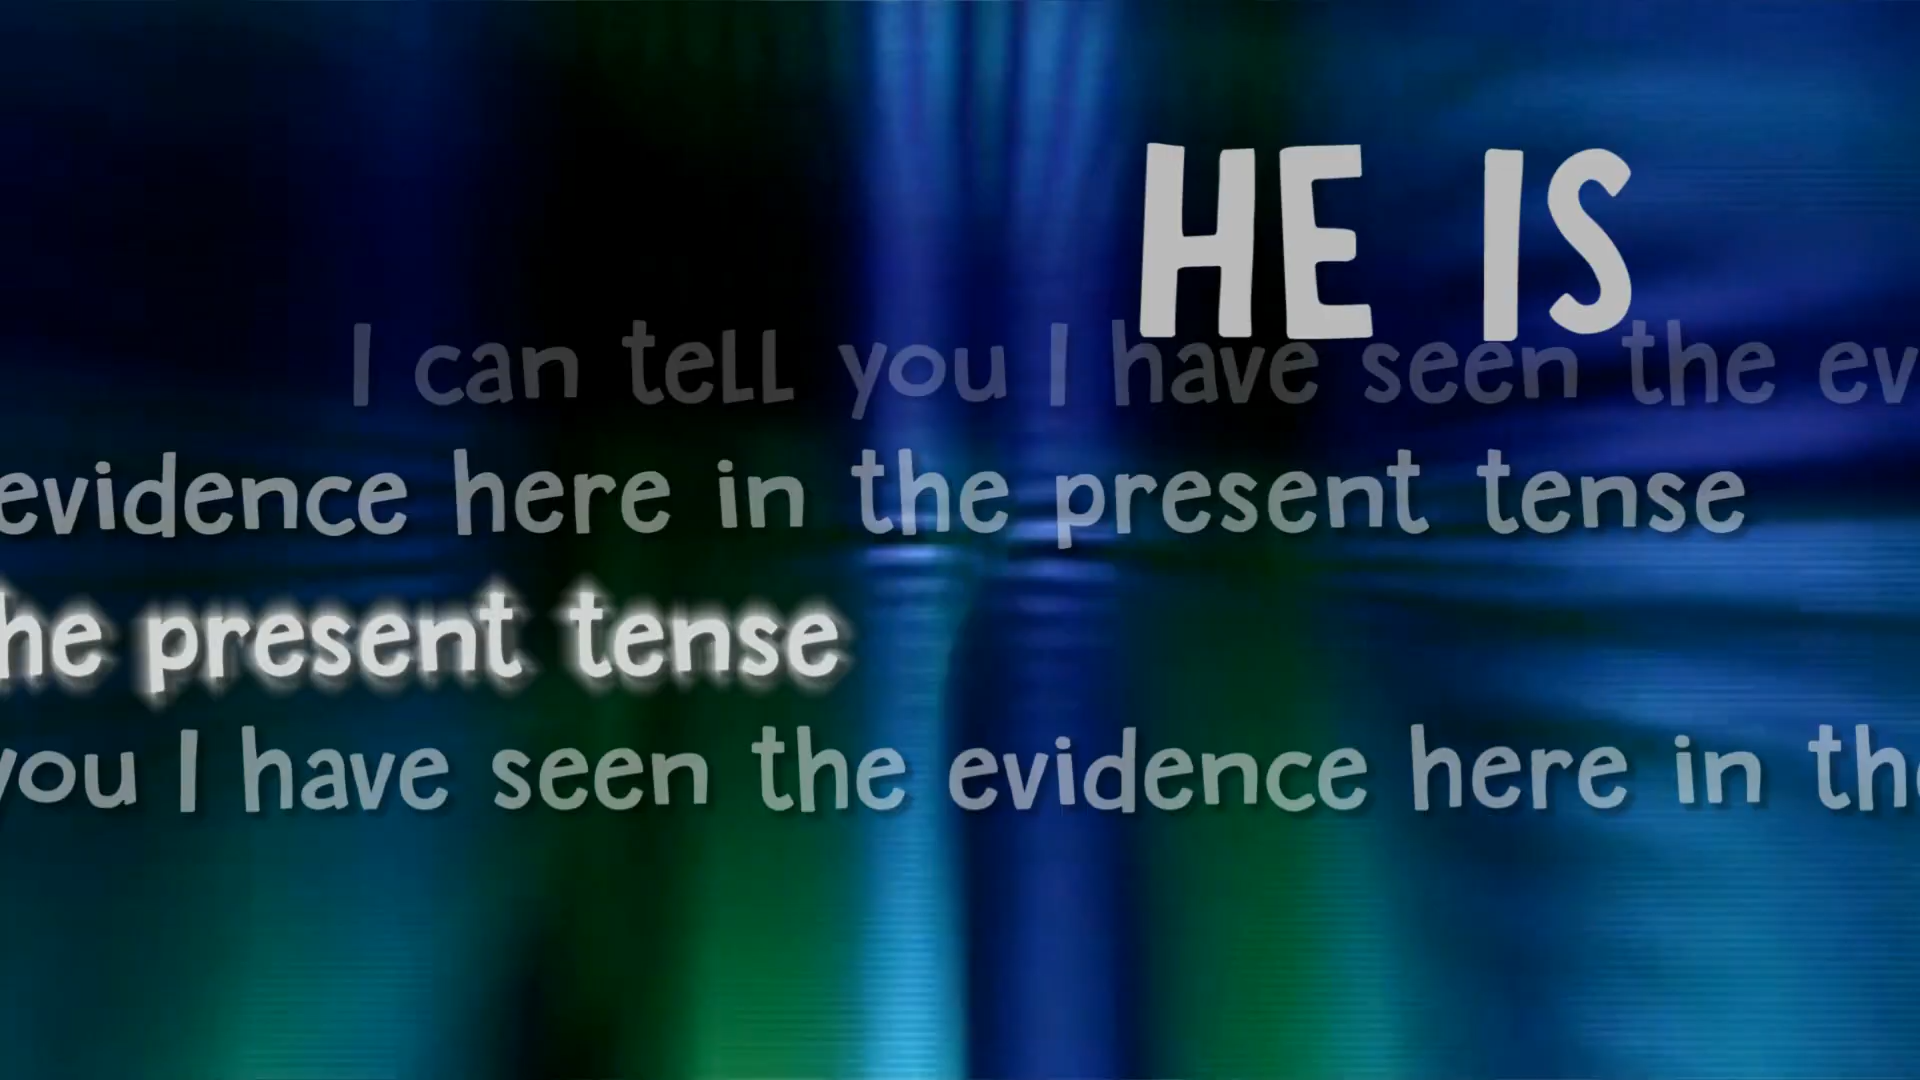 HE IS
I can tell you I have seen the ev
evidence here in the present tense
he present tense
you I have seen the evidence here in the